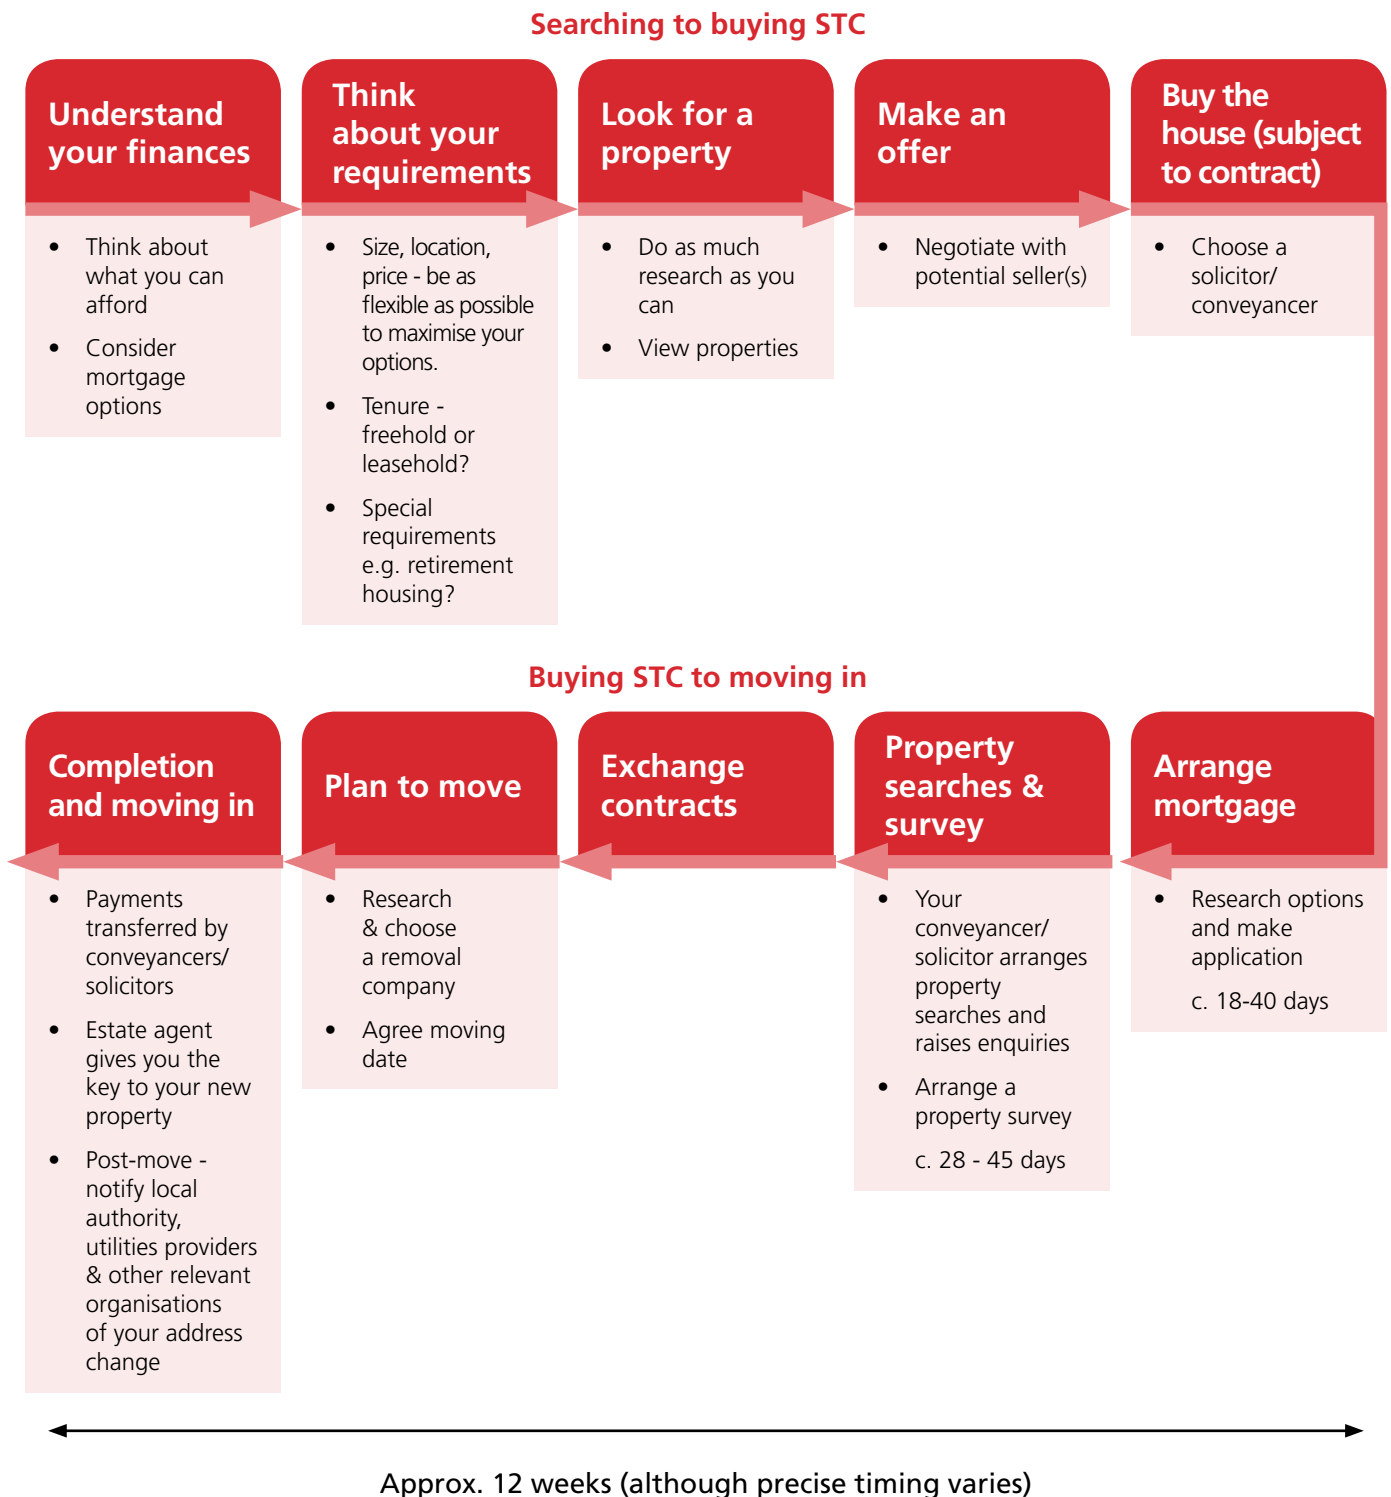 Searching to buying STC
Understand
your finances
• Think about
what you can
afford
• Consider
mortgage
options
Think
about your
requirements
• Size, location,
price - be as
flexible as possible
to maximise your
options.
• Tenure -
freehold or
leasehold?
• Special
requirements
e.g. retirement
housing?
Look for a
property
• Do as much
research as you
can
• View properties
Make an
offer
• Negotiate with
potential seller(s)
Buy the
house (subject
to contract)
• Choose a
solicitor/
conveyancer
Buying STC to moving in
Arrange
mortgage
• Research options
and make
application
c. 18-40 days
Property
searches &
survey
• Your
conveyancer/
solicitor arranges
property
searches and
raises enquiries
• Arrange a
property survey
c. 28 - 45 days
Exchange
contracts
Plan to move
• Research
& choose
a removal
company
• Agree moving
date
Completion
and moving in
• Payments
transferred by
conveyancers/
solicitors
• Estate agent
gives you the
key to your new
property
• Post-move -
notify local
authority,
utilities providers
& other relevant
organisations
of your address
change
Approx. 12 weeks (although precise timing varies)